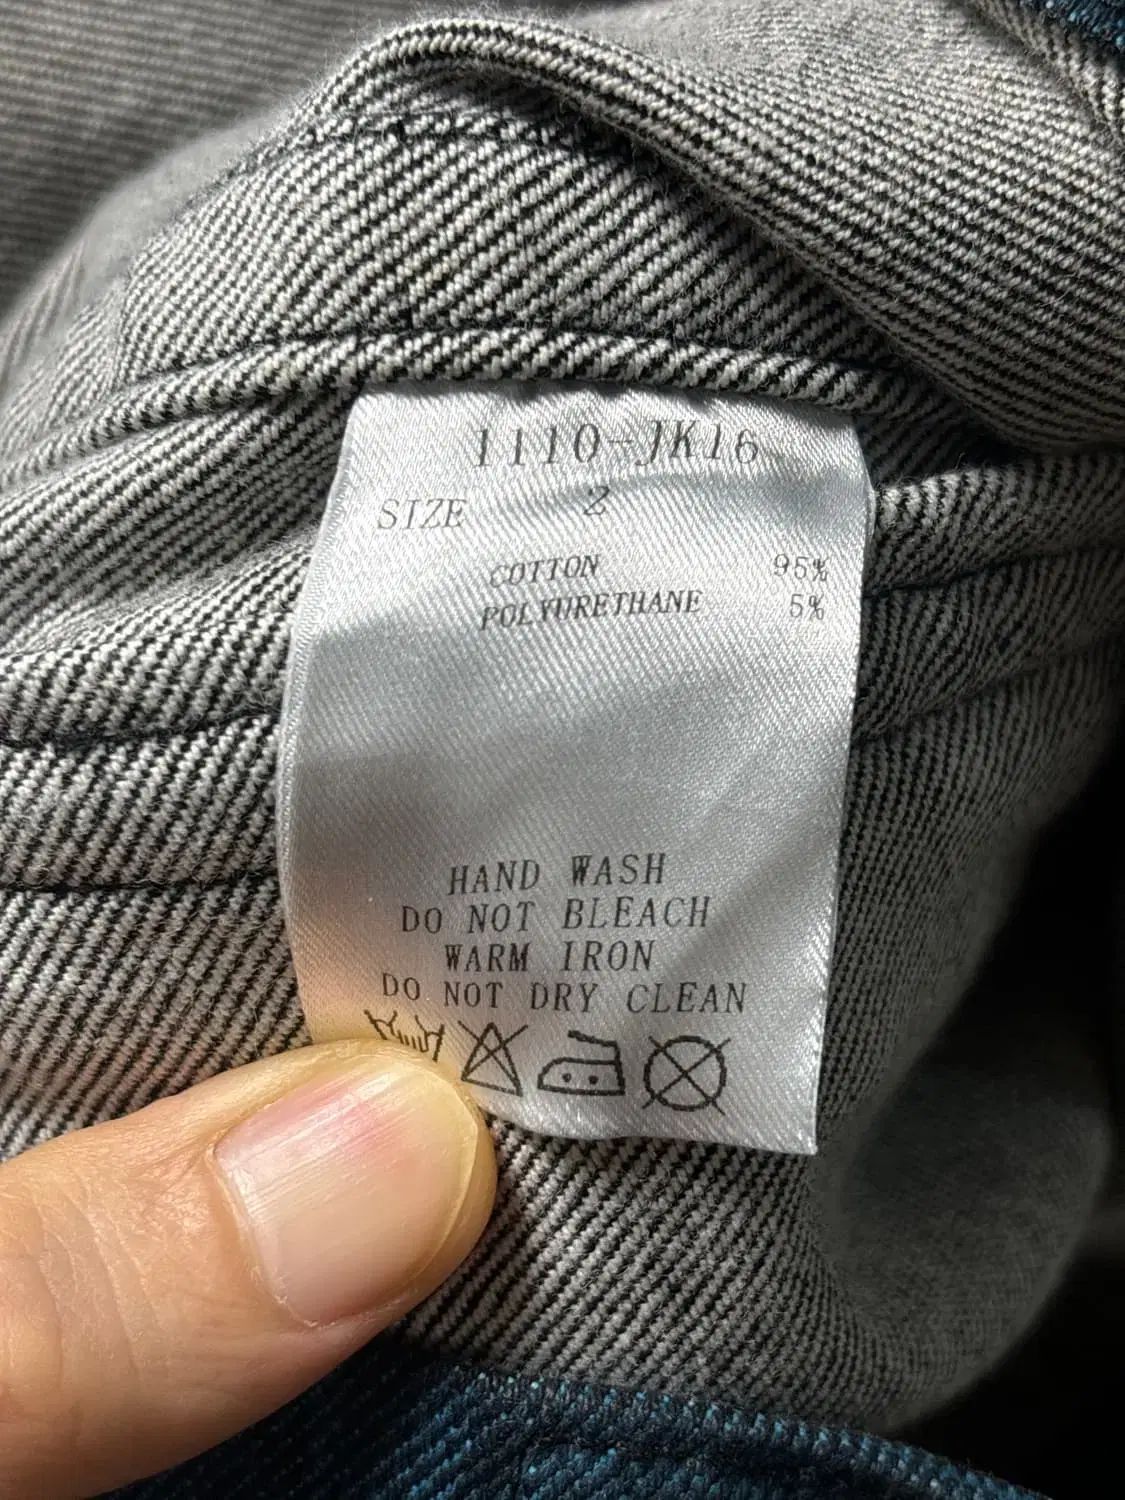 1110-JK16
SIZE 2
COTTON 95%
POLYURETHANE 5%
HAND WASH
DO NOT BLEACH
WARM IRON
DO NOT DRY CLEAN